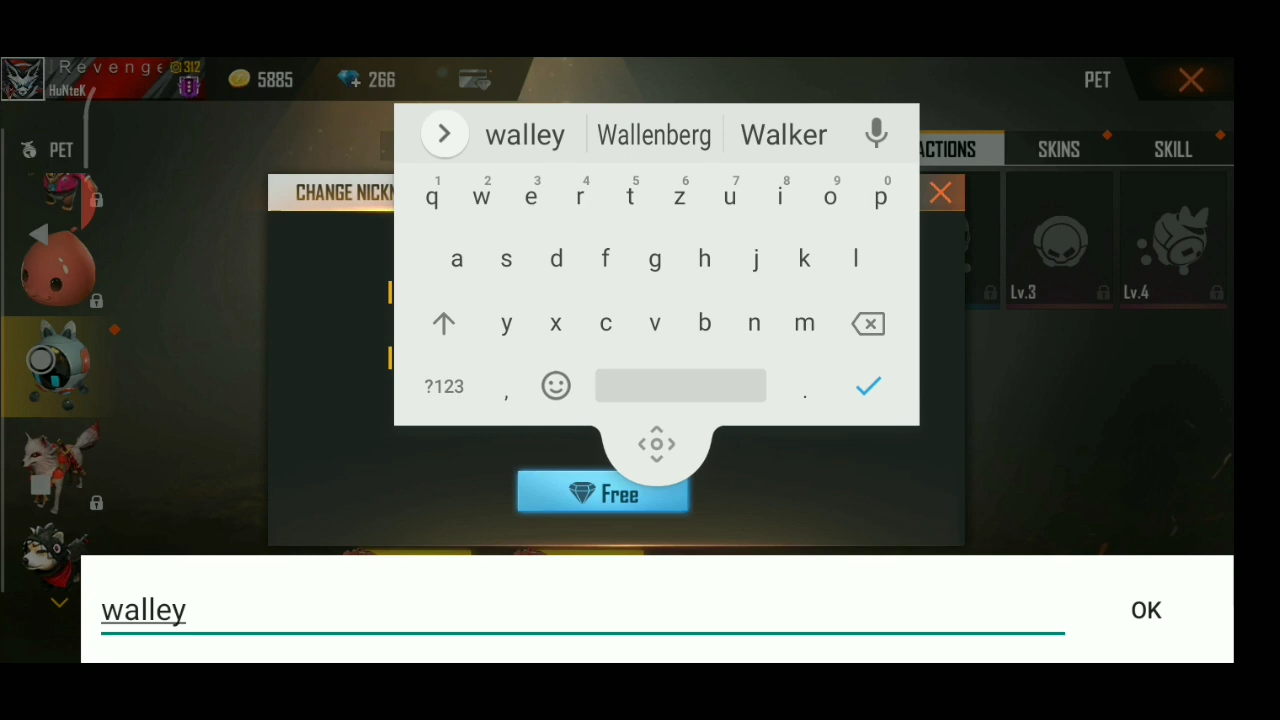 Revenge 312
HuNteK
5885
266
PET
PET
ACTIONS
SKINS
SKILL
CHANGE NICKN
Lv.3
Lv.4
walley Wallenberg Walker
1 2 3 4 5 6 7 8 9 0
q w e r t z u i o p
a s d f g h j k l
y x c v b n m
?123 , .
Free
walley
OK